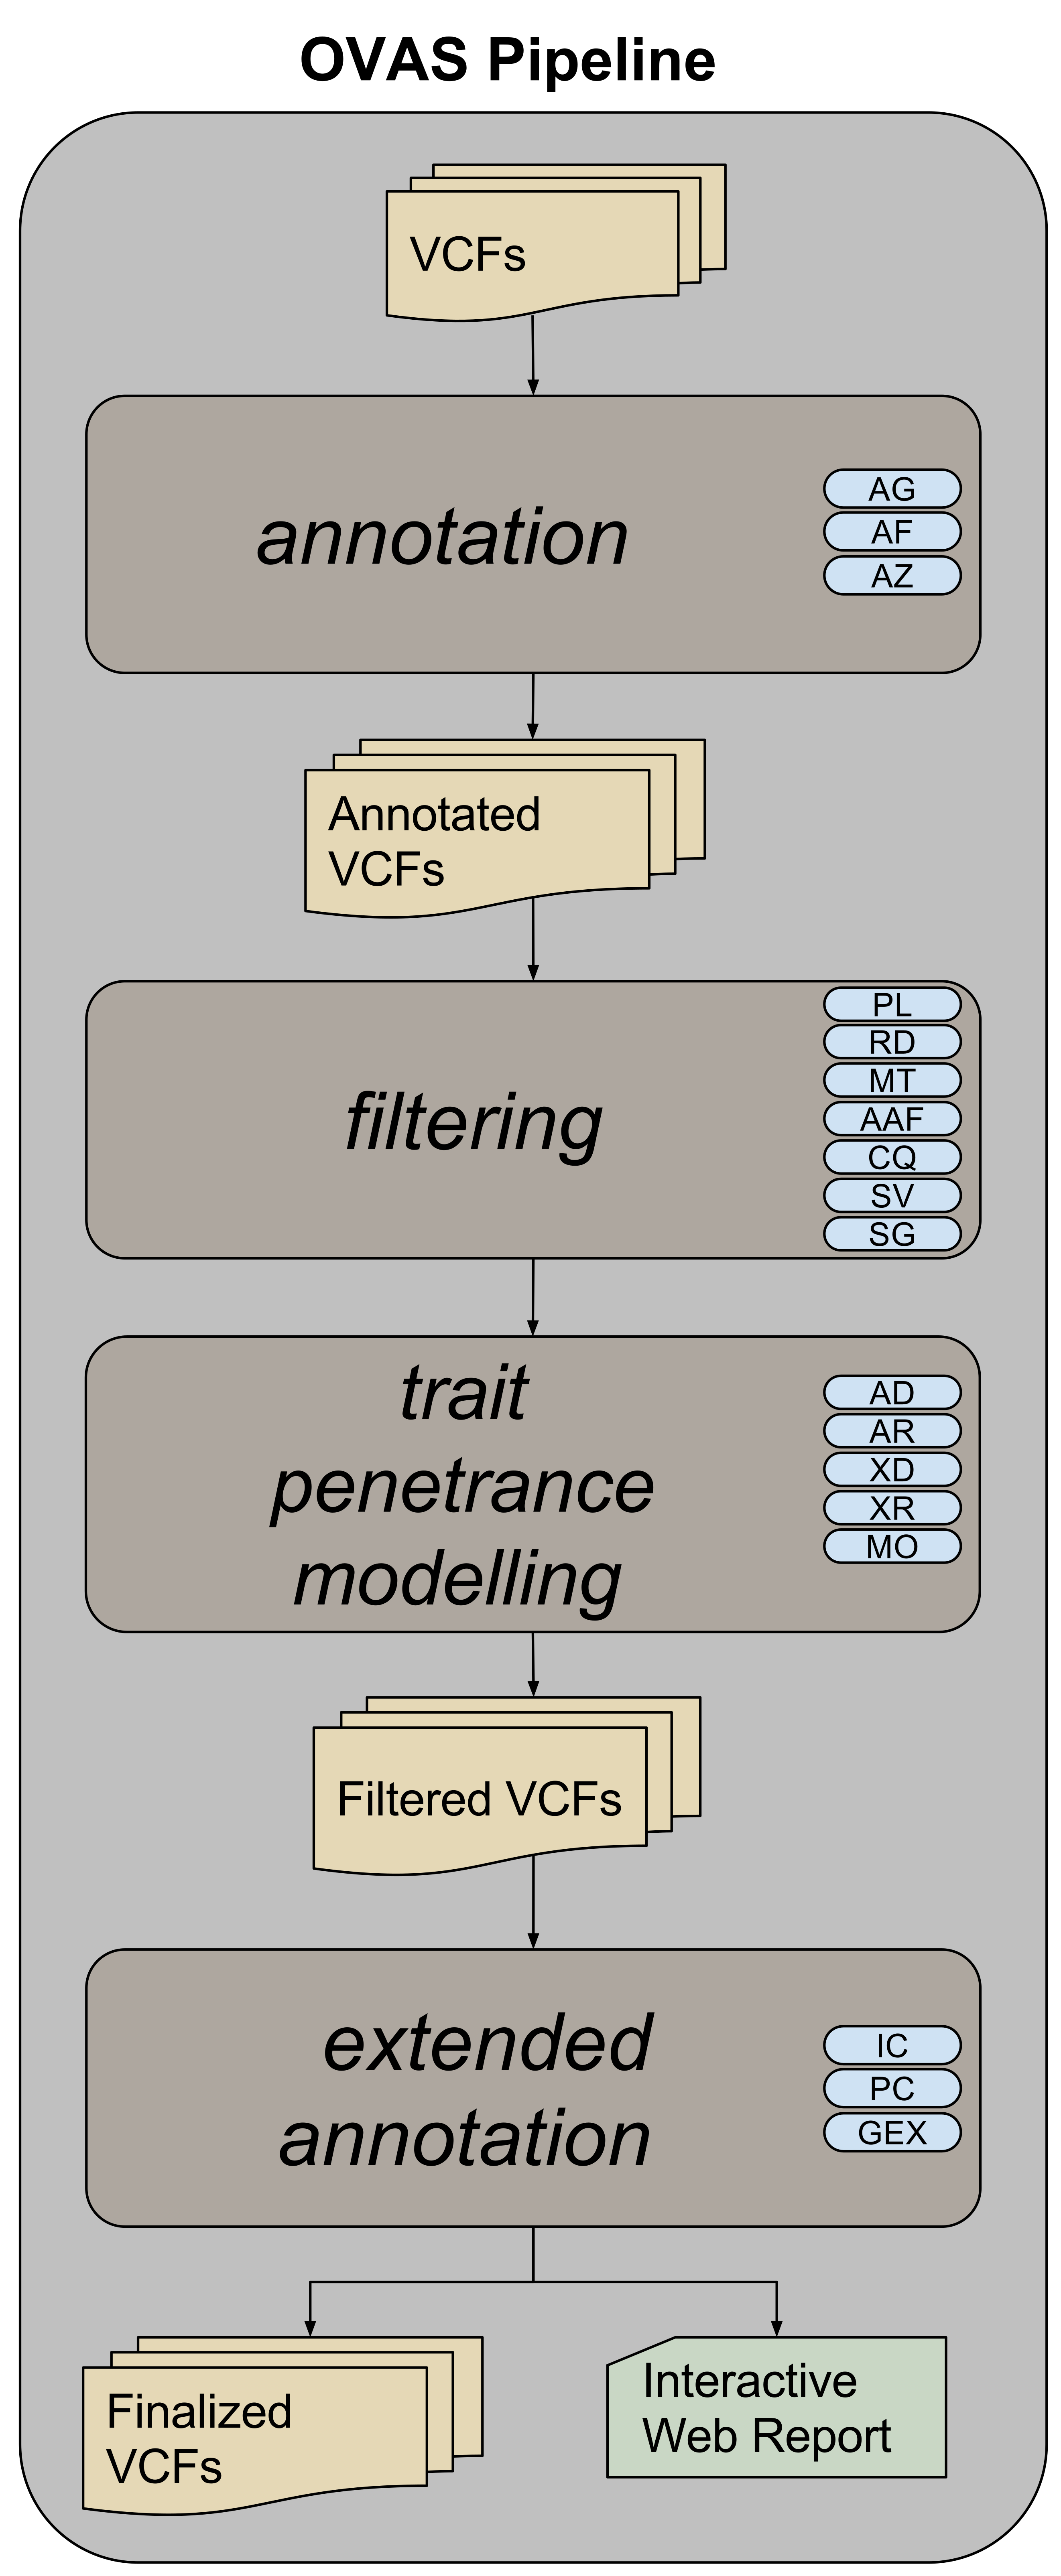 OVAS Pipeline
VCFs
annotation
AG
AF
AZ
Annotated
VCFs
filtering
PL
RD
MT
AAF
CQ
SV
SG
trait
penetrance
modelling
AD
AR
XD
XR
MO
Filtered VCFs
extended
annotation
IC
PC
GEX
Finalized
VCFs
Interactive
Web Report